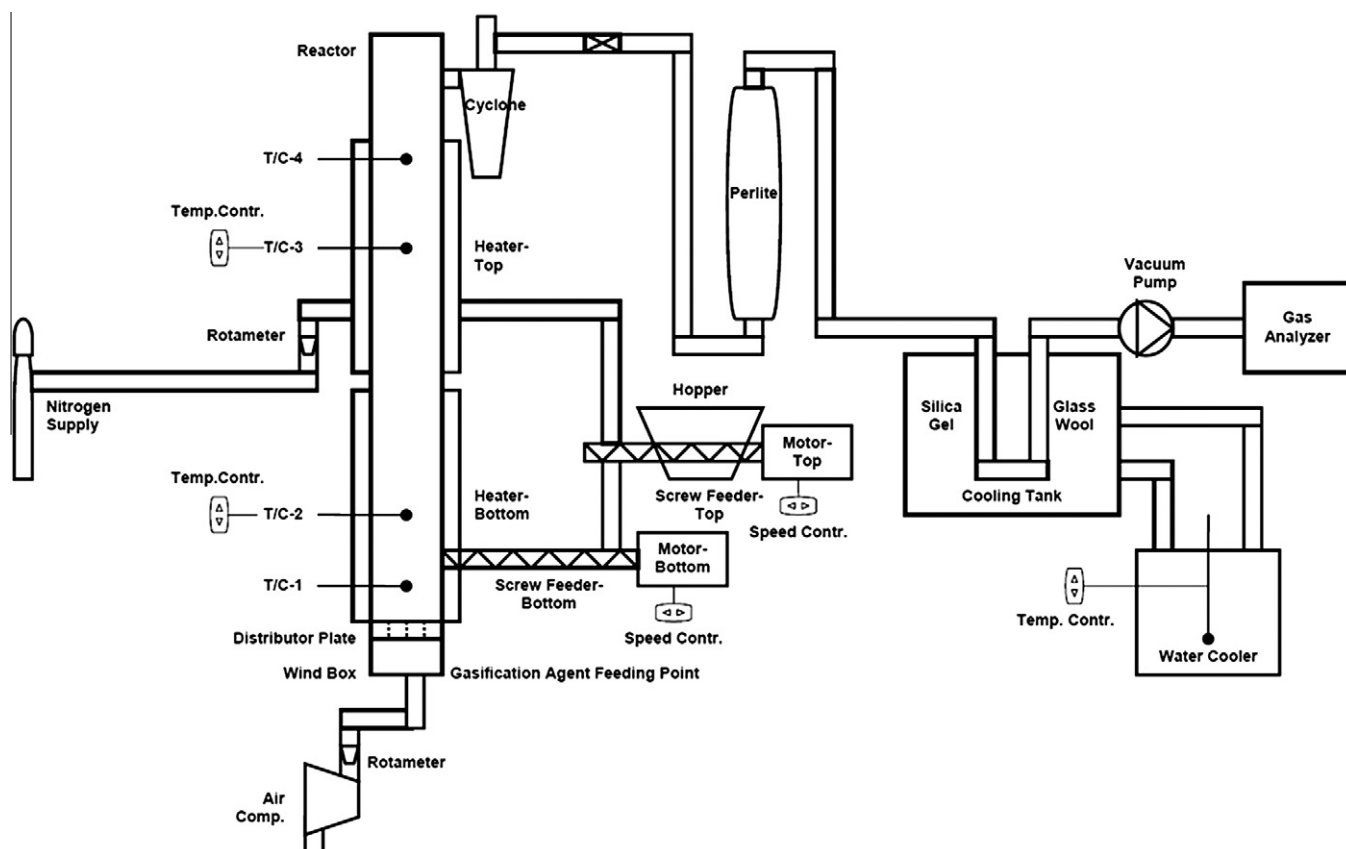 Reactor
Cyclone
T/C-4
Perlite
Temp.Contr.
T/C-3
Heater-
Top
Vacuum
Pump
Rotameter
Gas
Analyzer
Nitrogen
Supply
Hopper
Silica
Gel
Glass
Wool
Motor-
Top
Temp.Contr.
T/C-2
Heater-
Bottom
Screw Feeder-
Top
Cooling Tank
Speed Contr.
Motor-
Bottom
T/C-1
Screw Feeder-
Bottom
Temp. Contr.
Distributor Plate
Speed Contr.
Water Cooler
Wind Box
Gasification Agent Feeding Point
Rotameter
Air
Comp.